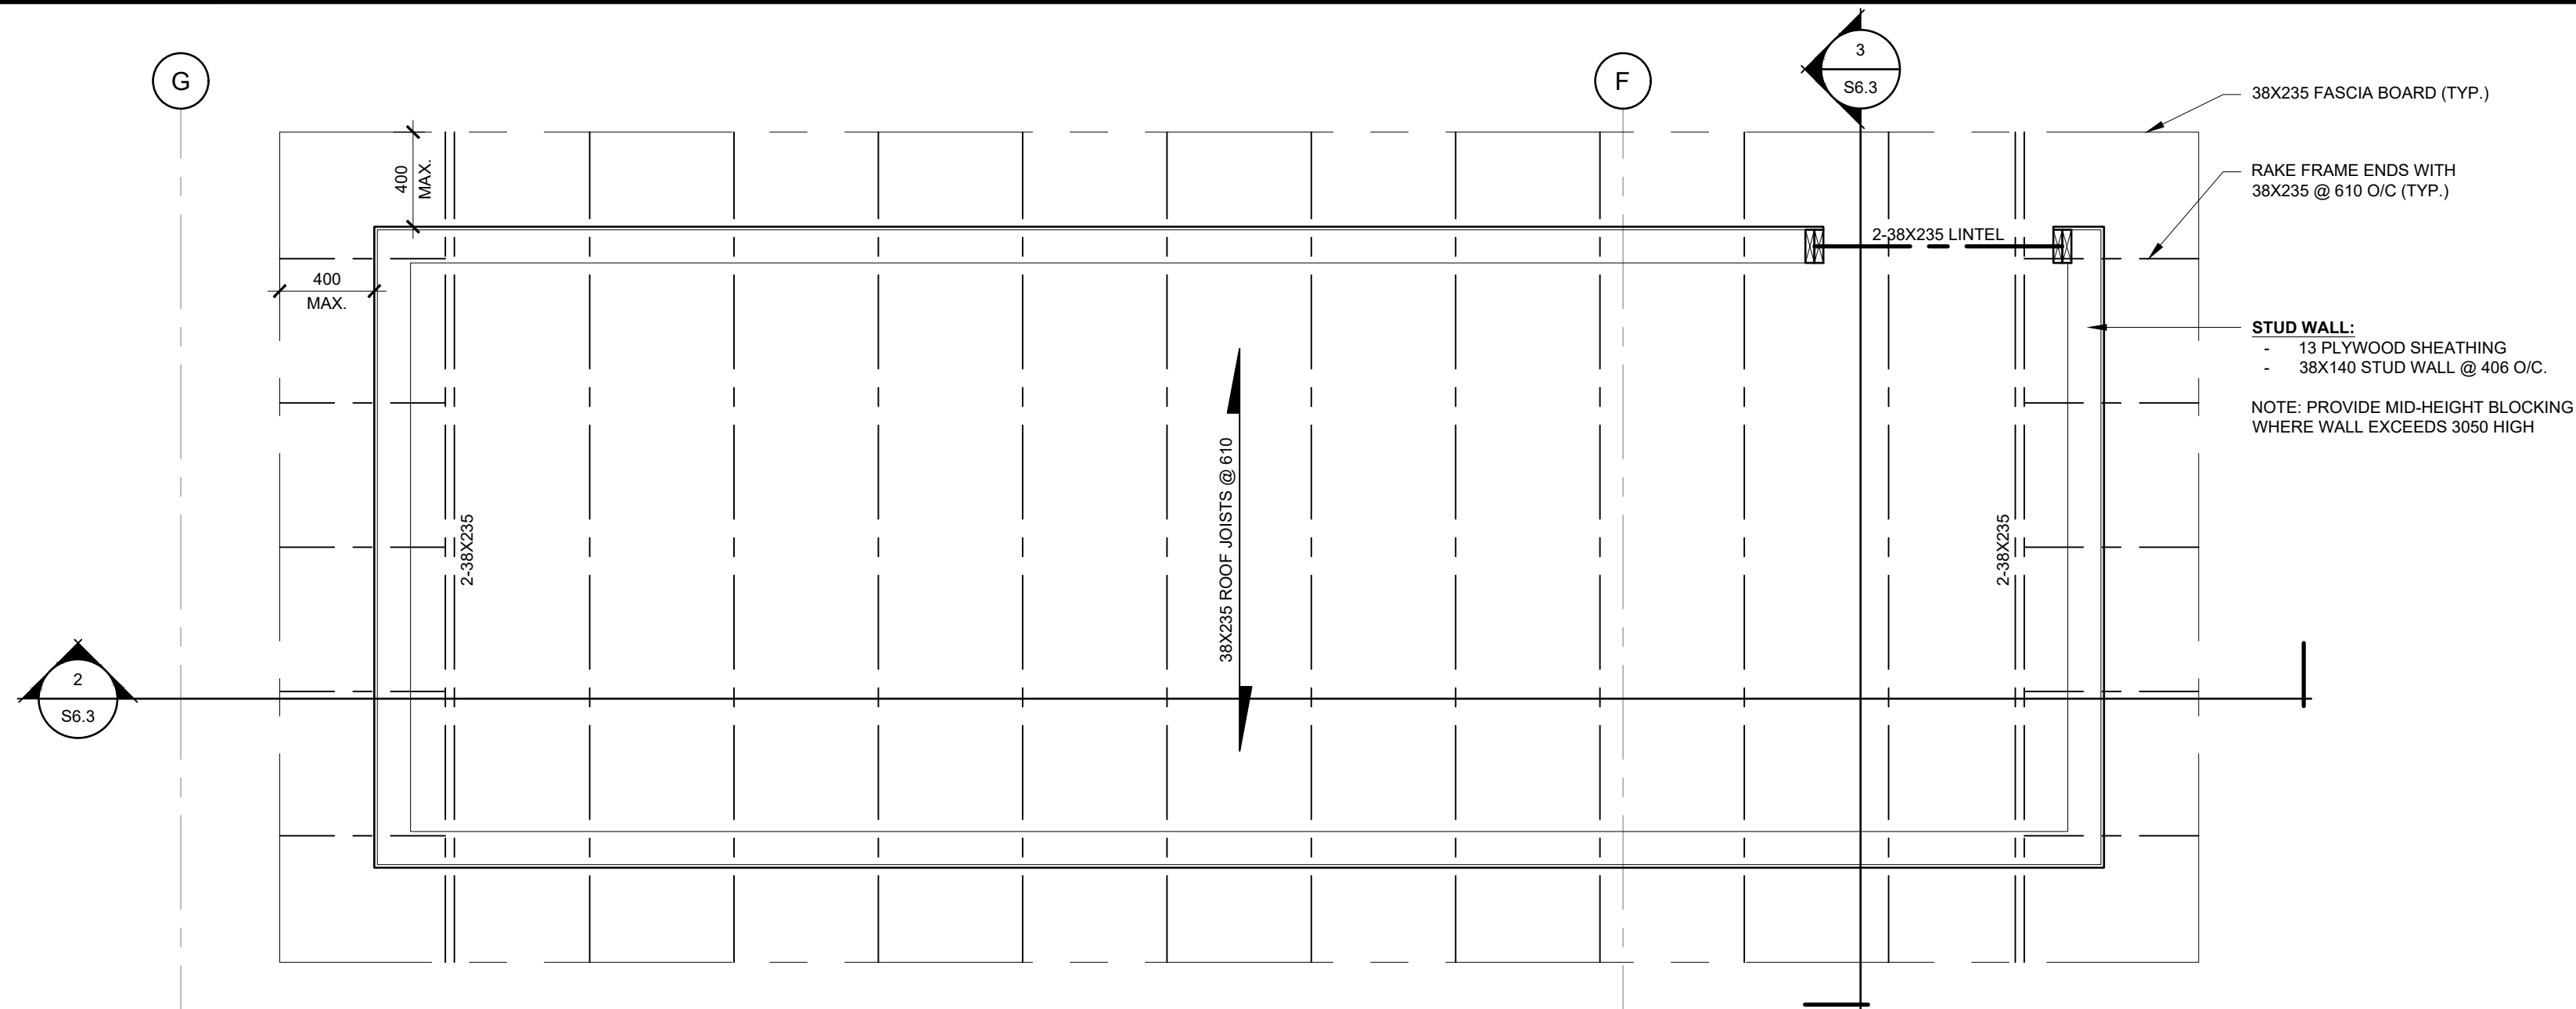 G
F
3
S6.3
38X235 FASCIA BOARD (TYP.)
400
MAX.
RAKE FRAME ENDS WITH
38X235 @ 610 O/C (TYP.)
2-38X235 LINTEL
400
MAX.
STUD WALL:
- 13 PLYWOOD SHEATHING
- 38X140 STUD WALL @ 406 O/C.
NOTE: PROVIDE MID-HEIGHT BLOCKING
WHERE WALL EXCEEDS 3050 HIGH
2-38X235
38X235 ROOF JOISTS @ 610
2-38X235
2
S6.3